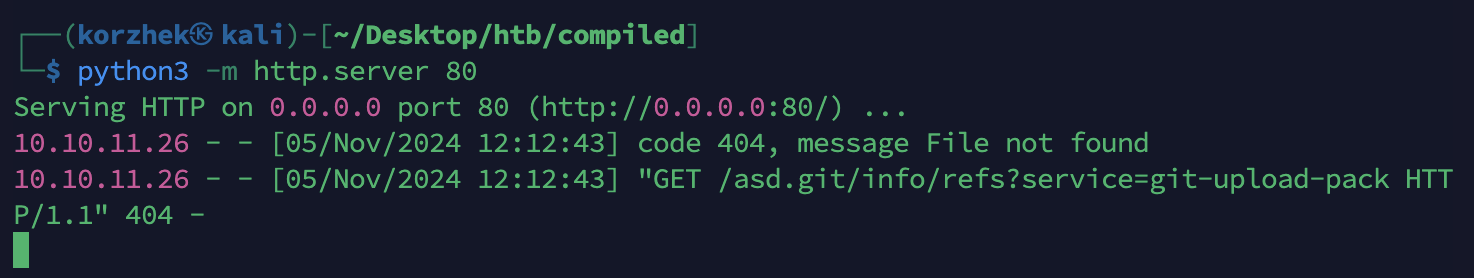 ┌──(korzhek㉿kali)-[~/Desktop/htb/compiled]
└─$ python3 -m http.server 80
Serving HTTP on 0.0.0.0 port 80 (http://0.0.0.0:80/) ...
10.10.11.26 - - [05/Nov/2024 12:12:43] code 404, message File not found
10.10.11.26 - - [05/Nov/2024 12:12:43] "GET /asd.git/info/refs?service=git-upload-pack HTT
P/1.1" 404 -